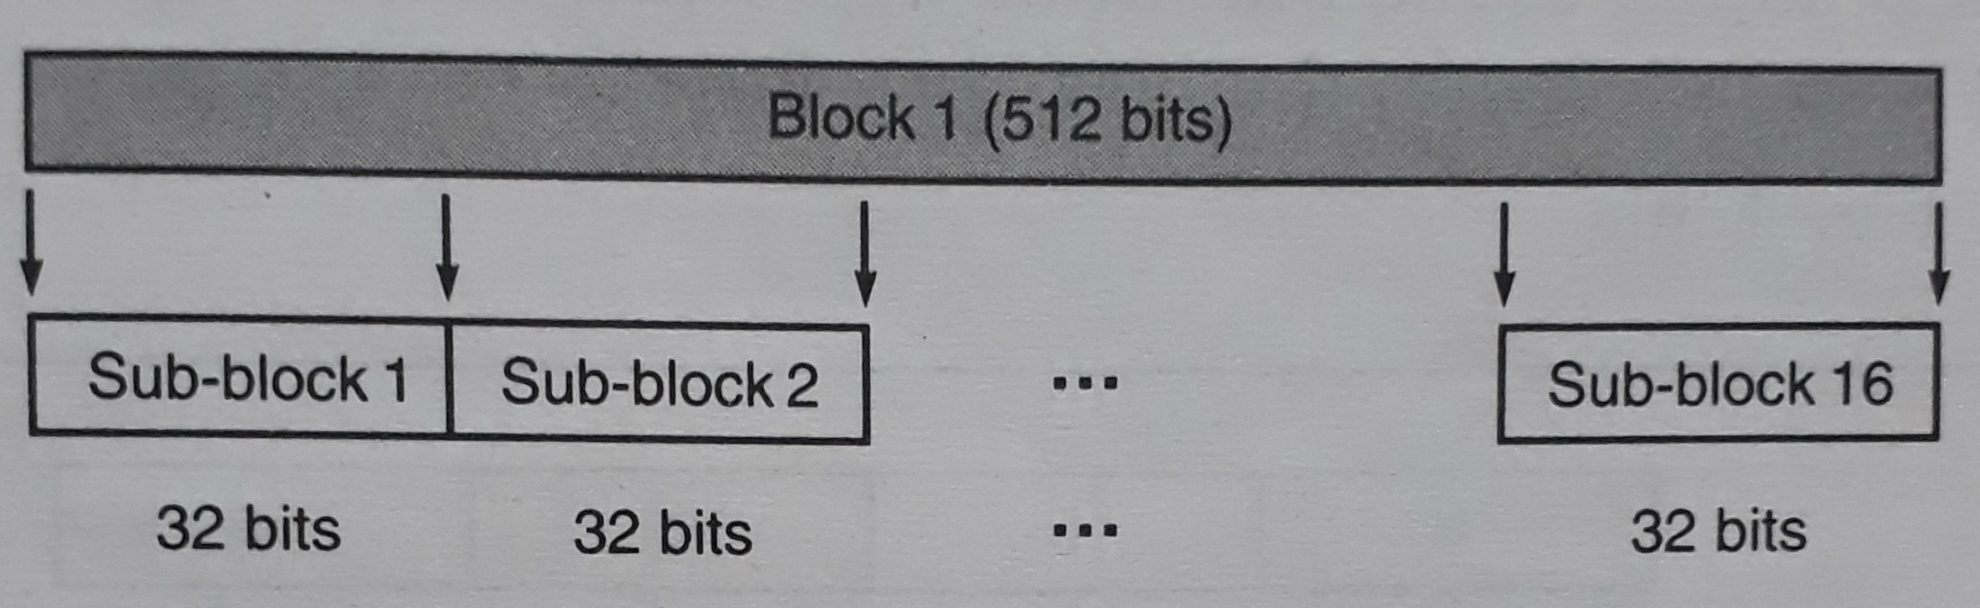 Block 1 (512 bits)
Sub-block 1 Sub-block 2 ... Sub-block 16
32 bits 32 bits ... 32 bits